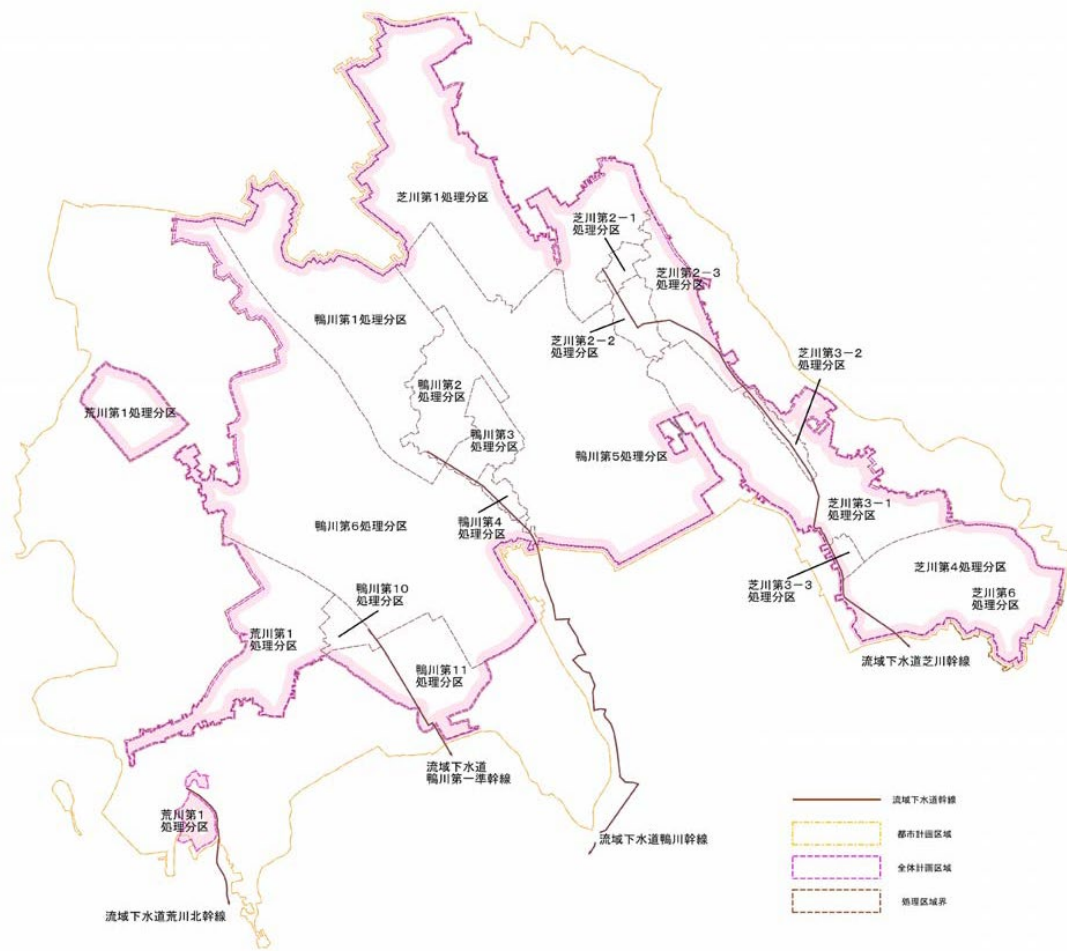 芝川第1処理分区
芝川第2−1
処理分区
芝川第2−3
処理分区
鴨川第1処理分区
芝川第2−2
処理分区
芝川第3−2
処理分区
鴨川第2
処理分区
荒川第1処理分区
鴨川第3
処理分区
鴨川第5処理分区
芝川第3−1
処理分区
鴨川第6処理分区
鴨川第4
処理分区
芝川第4処理分区
芝川第3−3
処理分区
芝川第6
処理分区
鴨川第10
処理分区
荒川第1
処理分区
鴨川第11
処理分区
流域下水道芝川幹線
流域下水道
鴨川第一準幹線
荒川第1
処理分区
流域下水道鴨川幹線
流域下水道荒川北幹線
流域下水道幹線
都市計画区域
全体計画区域
処理区域界